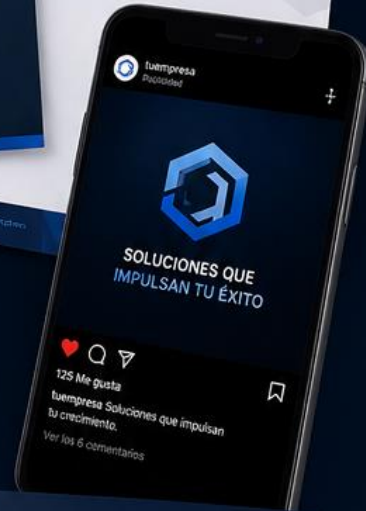 tuempresa
Publicidad
SOLUCIONES QUE
IMPULSAN TU ÉXITO
125 Me gusta
tuempresa Soluciones que impulsan
tu crecimiento.
Ver los 6 comentarios